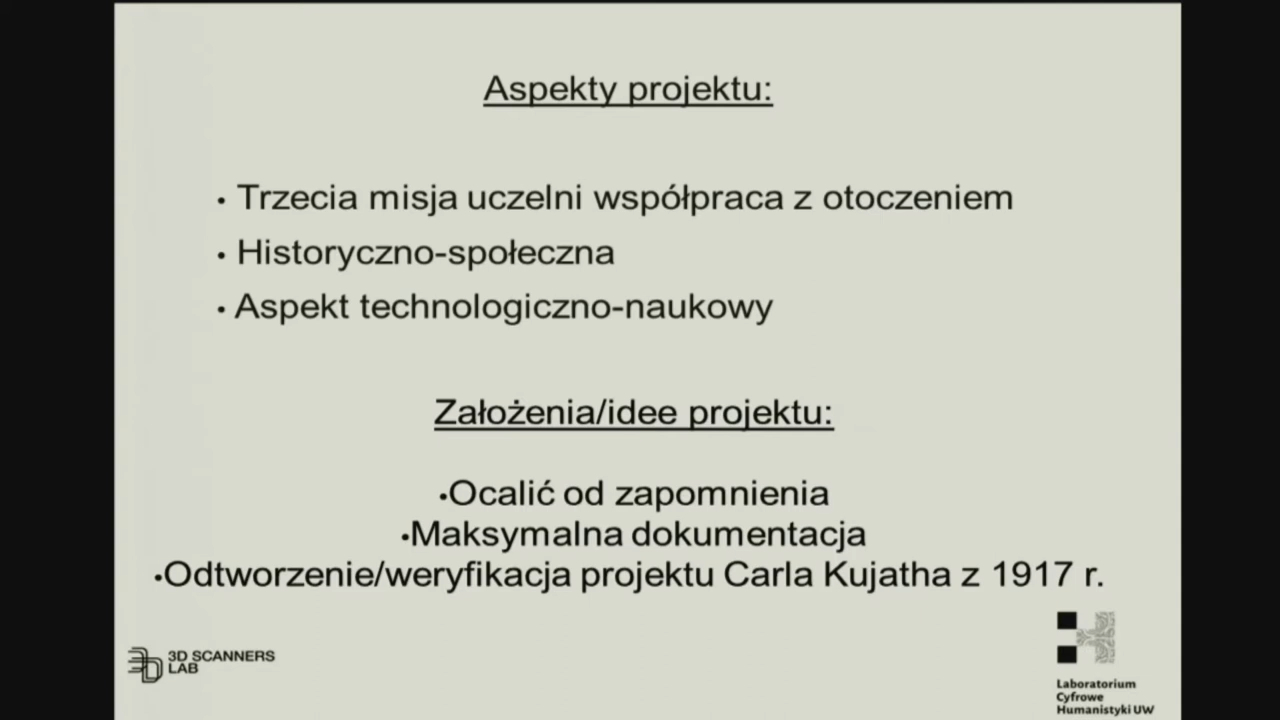 Aspekty projektu:
• Trzecia misja uczelni współpraca z otoczeniem
• Historyczno-społeczna
• Aspekt technologiczno-naukowy
Założenia/idee projektu:
•Ocalić od zapomnienia
•Maksymalna dokumentacja
•Odtworzenie/weryfikacja projektu Carla Kujatha z 1917 r.
3D SCANNERS
LAB
Laboratorium
Cyfrowe
Humanistyki UW